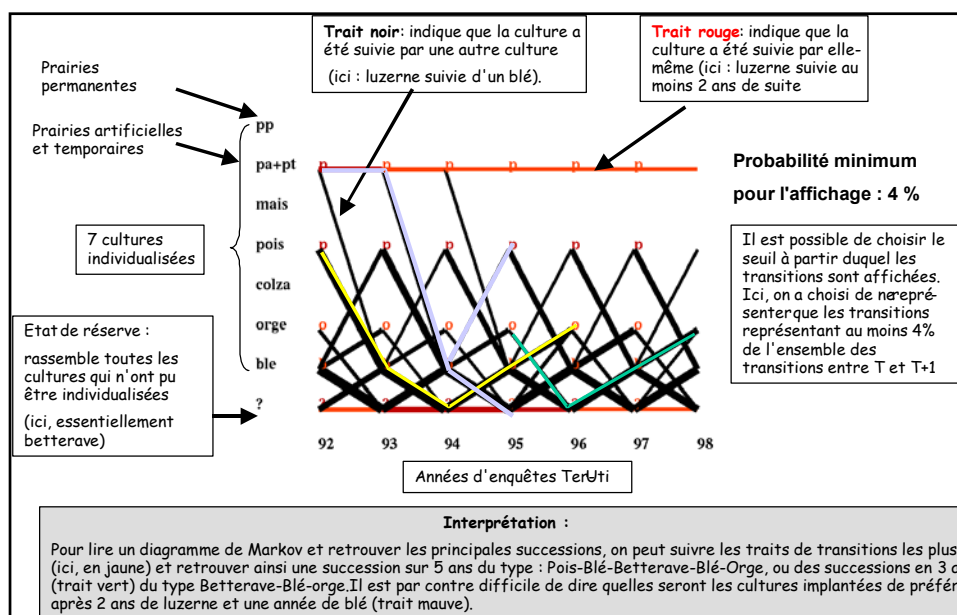 Trait noir: indique que la culture a
été suivie par une autre culture
(ici : luzerne suivie d'un blé).
Trait rouge: indique que la
culture a été suivie par elle-
même (ici : luzerne suivie au
moins 2 ans de suite
Prairies
permanentes
Prairies artificielles
et temporaires
7 cultures
individualisées
Etat de réserve :
rassemble toutes les
cultures qui n'ont pu
être individualisées
(ici, essentiellement
betterave)
pp
pa+pt
mais
pois
colza
orge
ble
?
p p p p p p
p p p p p p
o o o o o o
92 93 94 95 96 97 98
Années d'enquêtes TerUti
Probabilité minimum
pour l'affichage : 4 %
Il est possible de choisir le
seuil à partir duquel les
transitions sont affichées.
Ici, on a choisi de nerepré-
senterque les transitions
représentant au moins 4%
de l'ensemble des
transitions entre T et T+1
Interprétation :
Pour lire un diagramme de Markov et retrouver les principales successions, on peut suivre les traits de transitions les plus
(ici, en jaune) et retrouver ainsi une succession sur 5 ans du type : Pois-Blé-Betterave-Blé-Orge, ou des successions en 3
(trait vert) du type Betterave-Blé-orge.Il est par contre difficile de dire quelles seront les cultures implantées de
après 2 ans de luzerne et une année de blé (trait mauve).